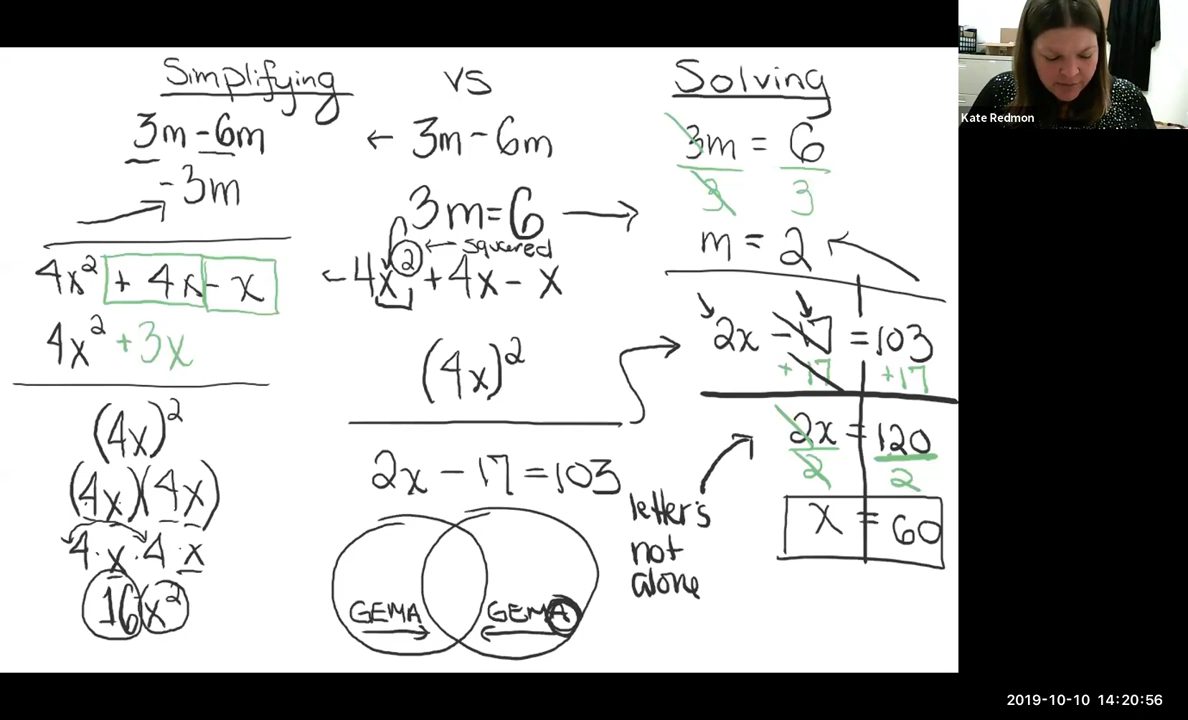 Simplifying vs Solving
3m - 6m
-3m
4x² + 4x - x
4x² + 3x
(4x)²
(4x)(4x)
4 · x · 4 · x
16x²
← 3m - 6m
3m = 6 →
← squared
← 4x² + 4x - x
(4x)²
2x - 17 = 103
GEMA GEMA
3m = 6
3 3
m = 2
2x - 17 = 103
+17 +17
2x = 120
2 2
x = 60
letter's
not
alone
Kate Redmon
2019-10-10 14:20:56